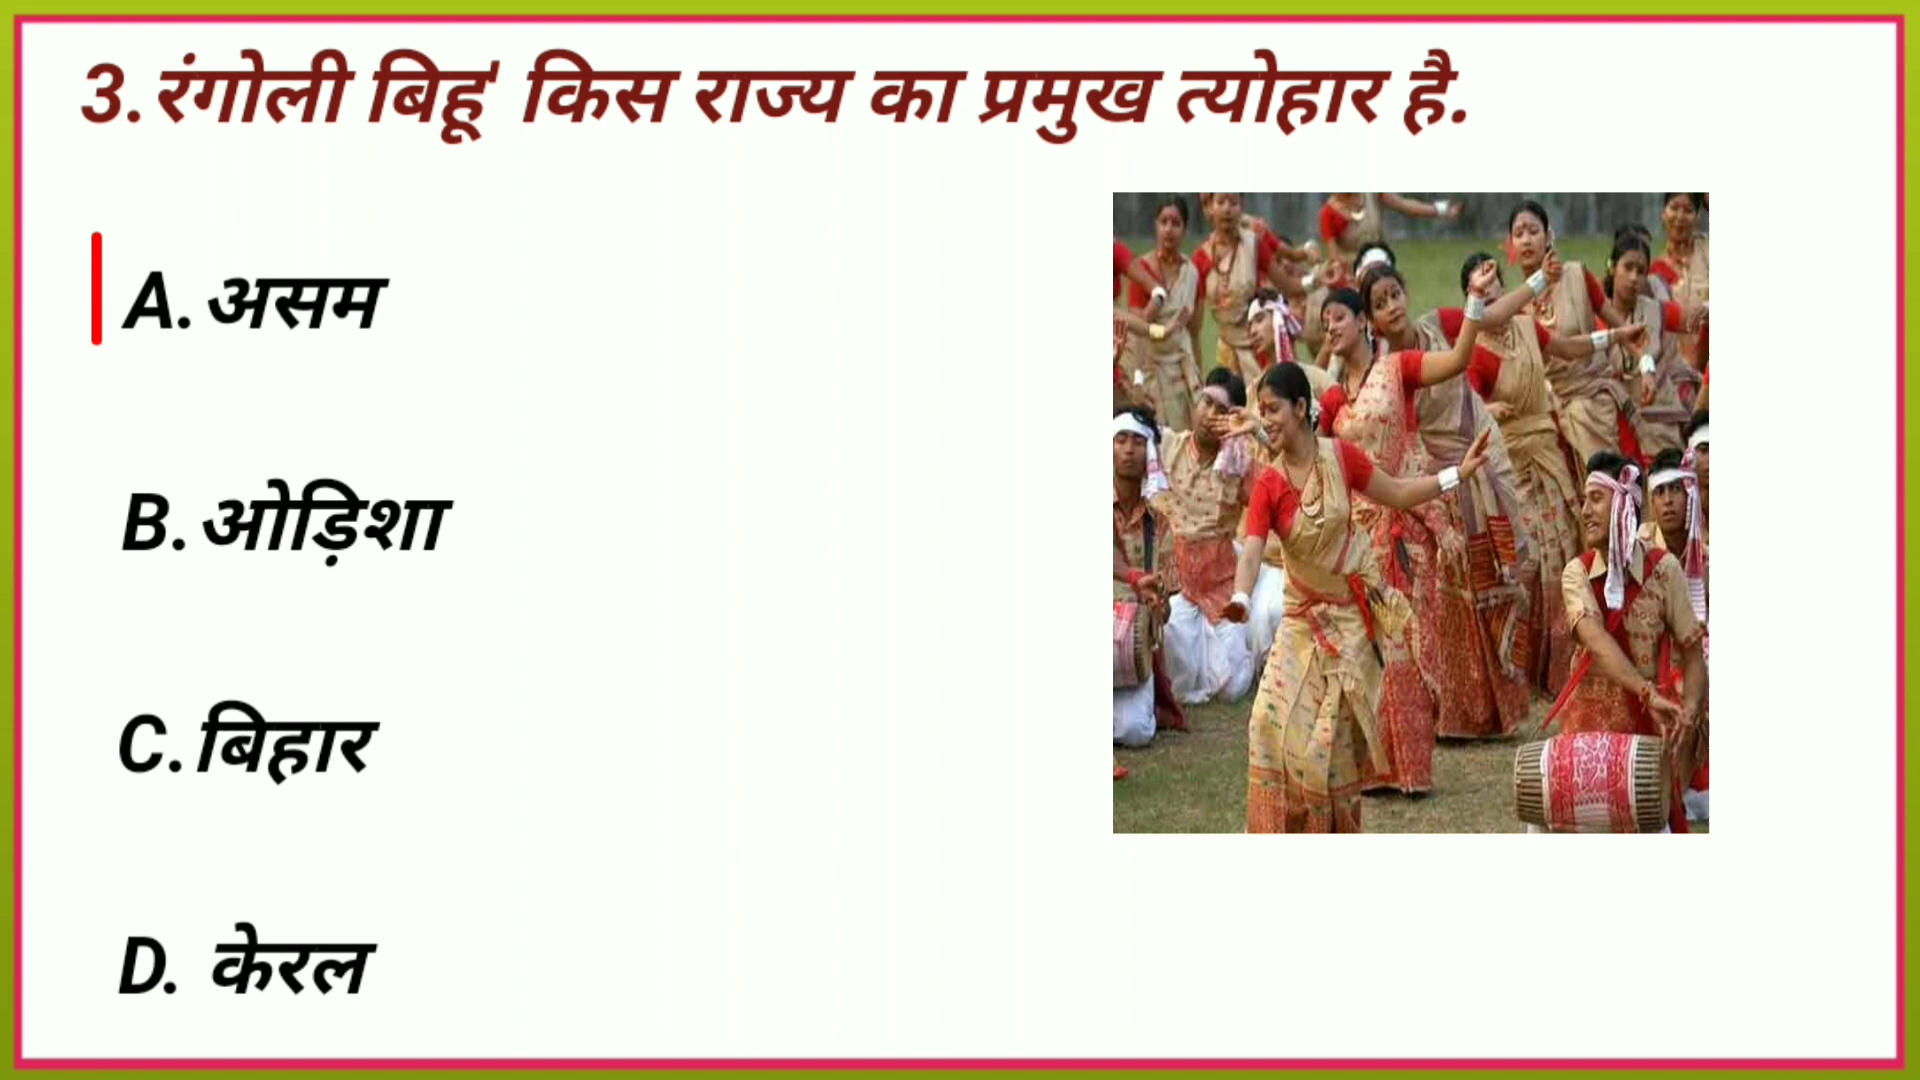 3. रंगोली बिहू' किस राज्य का प्रमुख त्योहार है.
A. असम
B. ओड़िशा
C. बिहार
D. केरल